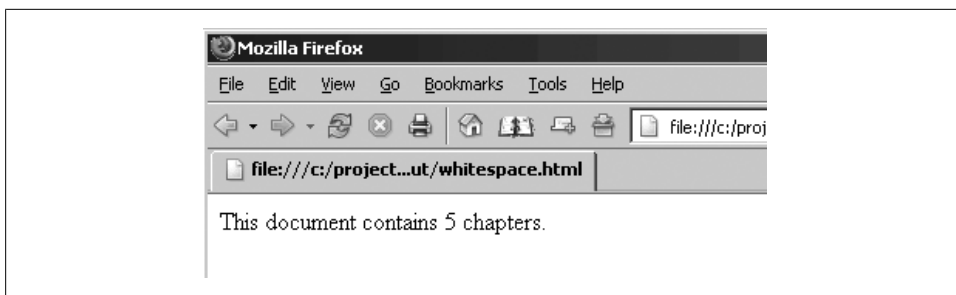 Mozilla Firefox
File Edit View Go Bookmarks Tools Help
file:///c:/proj
file:///c:/project...ut/whitespace.html
This document contains 5 chapters.